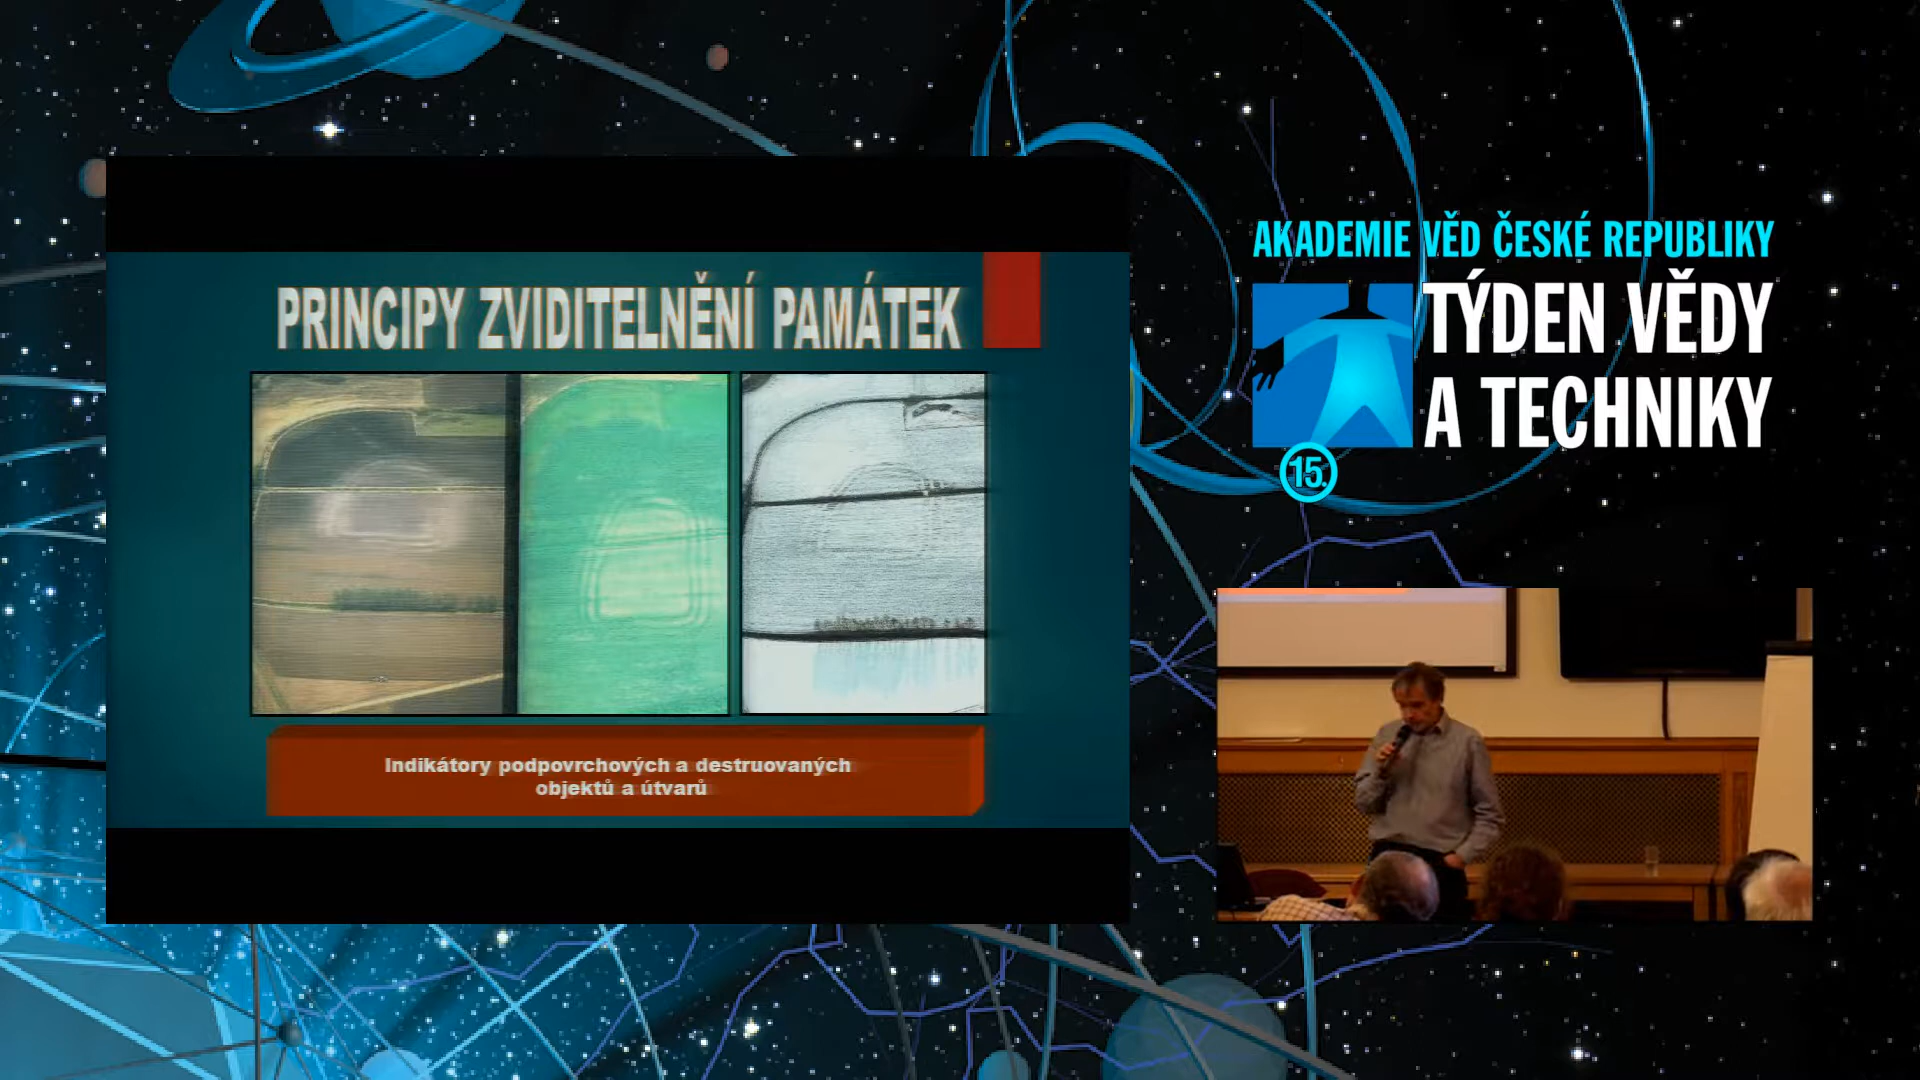 PRINCIPY ZVIDITELNĚNÍ PAMÁTEK
Indikátory podpovrchových a destruovaných
objektů a útvarů
AKADEMIE VĚD ČESKÉ REPUBLIKY
TÝDEN VĚDY
A TECHNIKY
15.